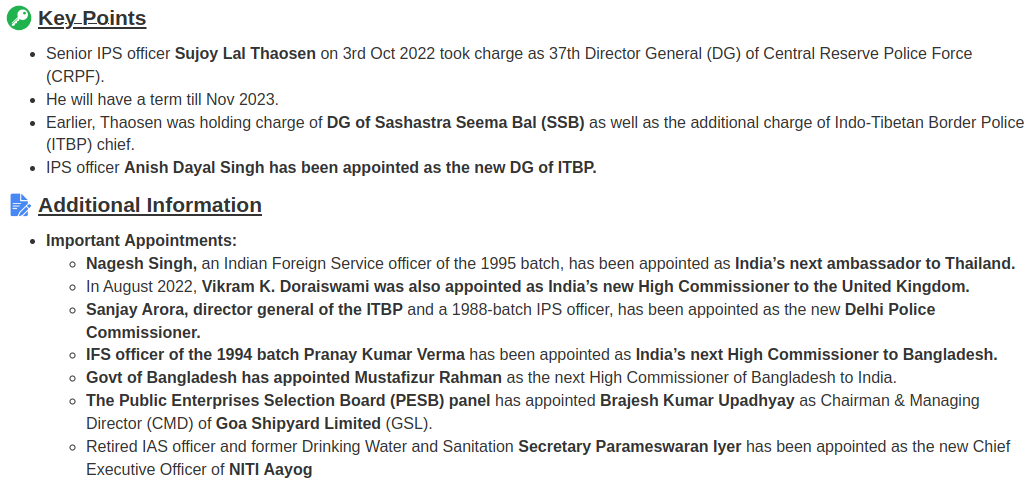 Key Points
Senior IPS officer Sujoy Lal Thaosen on 3rd Oct 2022 took charge as 37th Director General (DG) of Central Reserve Police Force
(CRPF).
He will have a term till Nov 2023.
Earlier, Thaosen was holding charge of DG of Sashastra Seema Bal (SSB) as well as the additional charge of Indo-Tibetan Border Police
(ITBP) chief.
IPS officer Anish Dayal Singh has been appointed as the new DG of ITBP.
Additional Information
Important Appointments:
Nagesh Singh, an Indian Foreign Service officer of the 1995 batch, has been appointed as India's next ambassador to Thailand.
In August 2022, Vikram K. Doraiswami was also appointed as India's new High Commissioner to the United Kingdom.
Sanjay Arora, director general of the ITBP and a 1988-batch IPS officer, has been appointed as the new Delhi Police
Commissioner.
IFS officer of the 1994 batch Pranay Kumar Verma has been appointed as India's next High Commissioner to Bangladesh.
Govt of Bangladesh has appointed Mustafizur Rahman as the next High Commissioner of Bangladesh to India.
The Public Enterprises Selection Board (PESB) panel has appointed Brajesh Kumar Upadhyay as Chairman & Managing
Director (CMD) of Goa Shipyard Limited (GSL).
Retired IAS officer and former Drinking Water and Sanitation Secretary Parameswaran Iyer has been appointed as the new Chief
Executive Officer of NITI Aayog